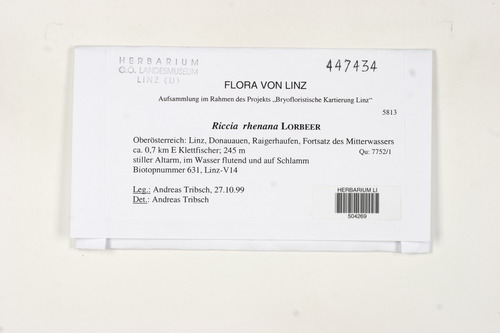 HERBARIUM
O.Ö. LANDESMUSEUM
LINZ (U)
447434
FLORA VON LINZ
Aufsammlung im Rahmen des Projekts „Bryofloristische Kartierung Linz“
5813
Riccia rhenana LORBEER
Oberösterreich: Linz, Donauauen, Raigerhaufen, Fortsatz des Mitterwassers
ca. 0,7 km E Klettfischer; 245 m Qu: 7752/1
stiller Altarm, im Wasser flutend und auf Schlamm
Biotopnummer 631, Linz-V14
Leg.: Andreas Tribsch, 27.10.99
Det.: Andreas Tribsch
HERBARIUM LI
504269